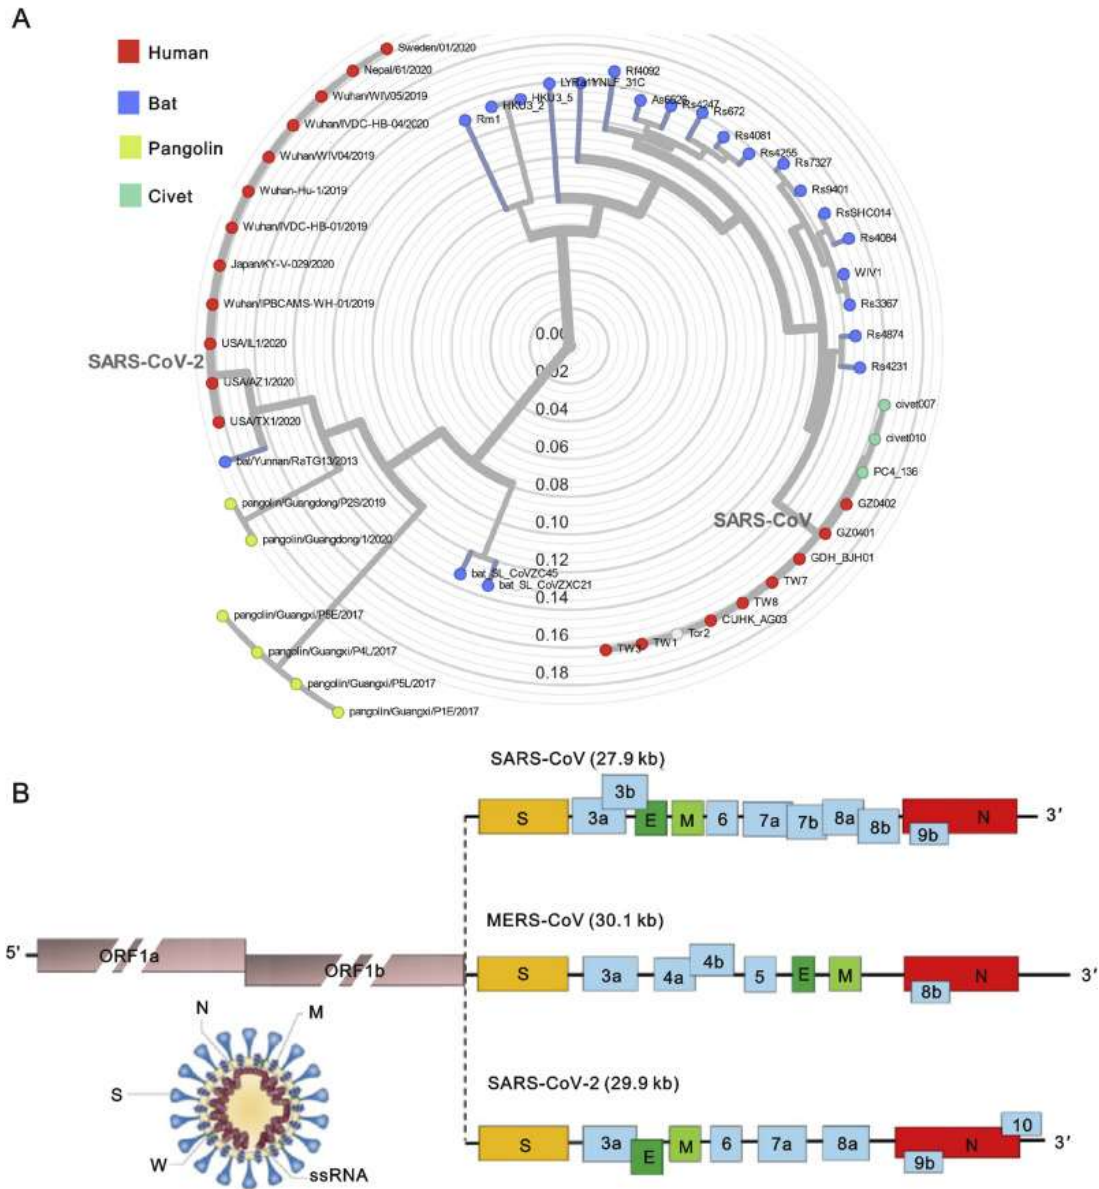 A
Human
Bat
Pangolin
Civet
Sweden/01/2020
Nepal/61/2020
Wuhan/WIV05/2019
Wuhan/IVDC-HB-04/2020
Wuhan/WIV04/2019
Wuhan-Hu-1/2019
Wuhan/IVDC-HB-01/2019
Japan/KY-V-029/2020
Wuhan/IPBCAMS-WH-01/2019
USA/IL1/2020
SARS-CoV-2
USA/AZ1/2020
USA/TX1/2020
bat/Yunnan/RaTG13/2013
pangolin/Guangdong/P2S/2019
pangolin/Guangdong/1/2020
pangolin/Guangxi/P5E/2017
pangolin/Guangxi/P4L/2017
pangolin/Guangxi/P5L/2017
pangolin/Guangxi/P1E/2017
bat_SL_CoVZC45
bat_SL_CoVZXC21
Rm1
HKU3_2
HKU3_5
YNLF_31C
Rf4092
Rs4247
Rs672
Rs4081
Rs4255
Rs7327
Rs9401
RsSHC014
Rs4084
WIV1
Rs3367
Rs4874
Rs4231
civet007
civet010
PC4_136
GZ0402
GZ0401
SARS-CoV
GDH_BJH01
TW7
TW8
CUHK_AG03
Tor2
TW1
TW3
0.00
0.02
0.04
0.06
0.08
0.10
0.12
0.14
0.16
0.18
B
SARS-CoV (27.9 kb)
S
3a
3b
E
M
6
7a
7b
8a
8b
9b
N
3′
MERS-CoV (30.1 kb)
5′
ORF1a
ORF1b
S
3a
4a
4b
5
E
M
8b
N
3′
SARS-CoV-2 (29.9 kb)
S
3a
E
M
6
7a
8a
9b
N
10
3′
N
M
S
W
ssRNA